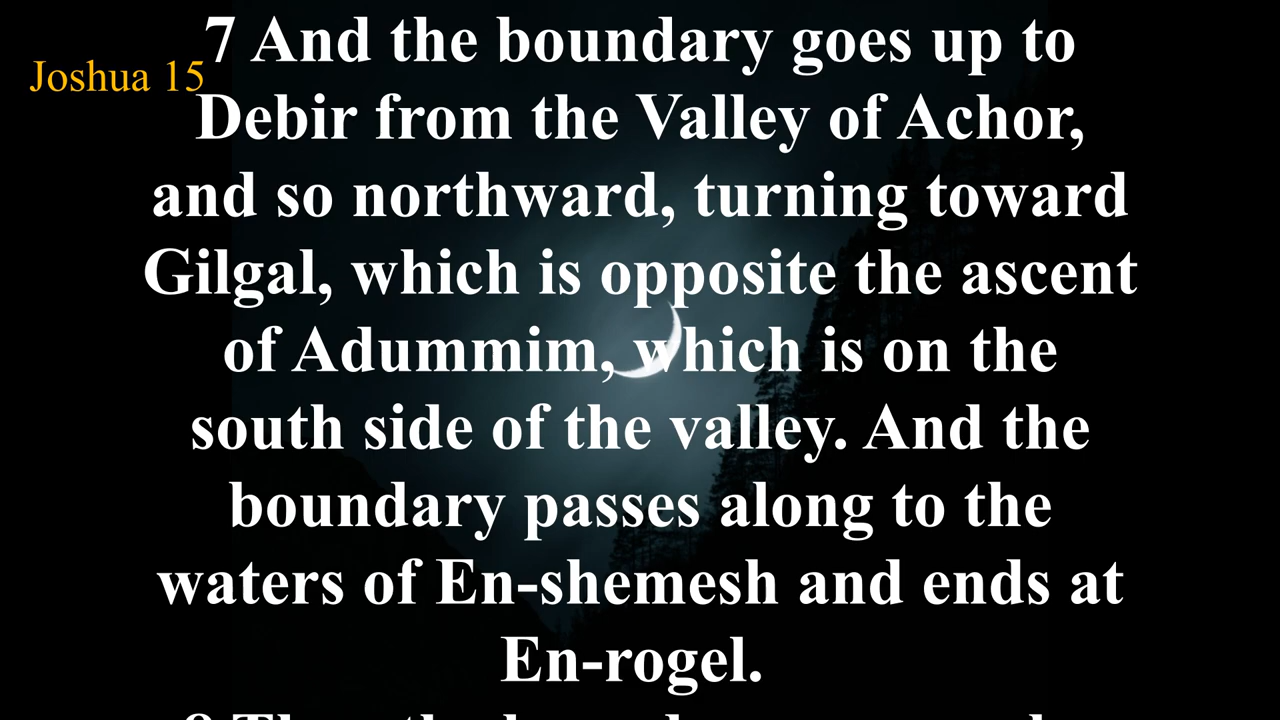 Joshua 15
7 And the boundary goes up to
Debir from the Valley of Achor,
and so northward, turning toward
Gilgal, which is opposite the ascent
of Adummim, which is on the
south side of the valley. And the
boundary passes along to the
waters of En-shemesh and ends at
En-rogel.